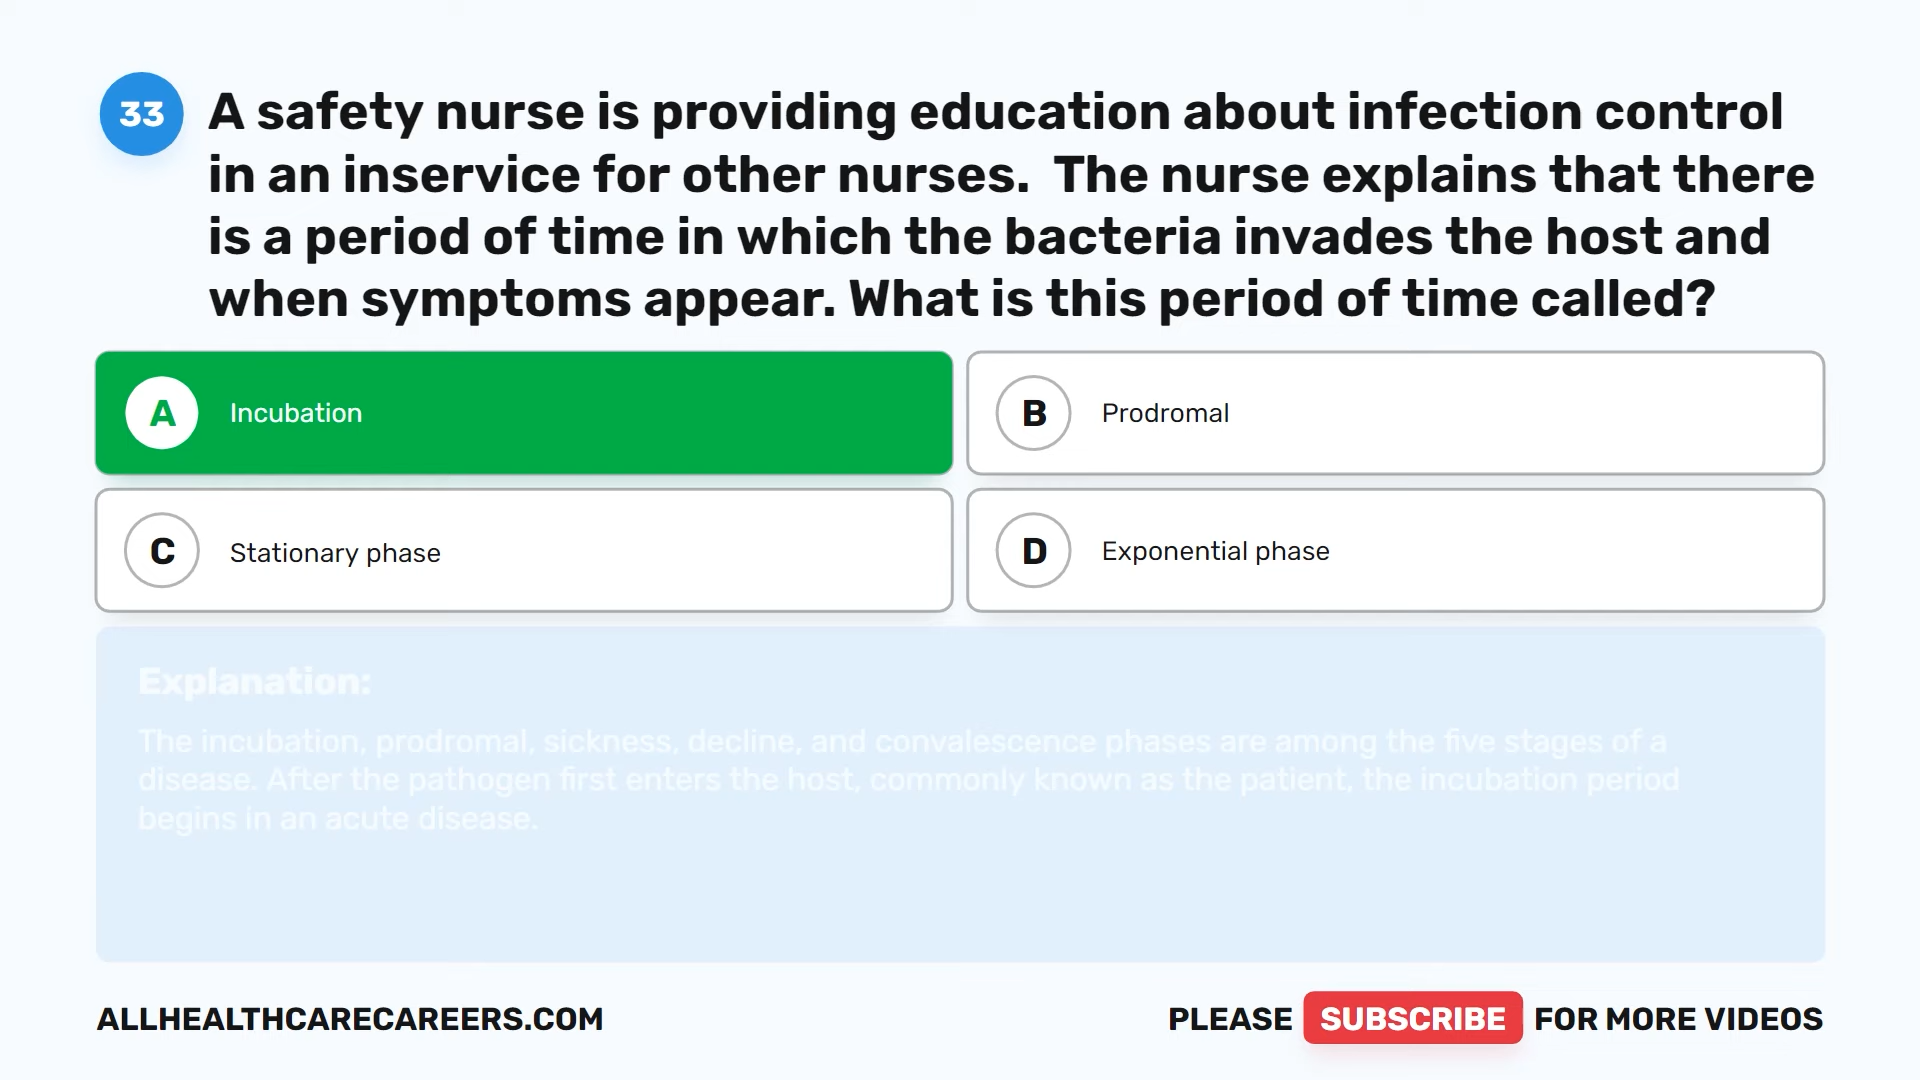 33
A safety nurse is providing education about infection control
in an inservice for other nurses.  The nurse explains that there
is a period of time in which the bacteria invades the host and
when symptoms appear. What is this period of time called?
A Incubation
B Prodromal
C Stationary phase
D Exponential phase
Explanation:
The incubation, prodromal, sickness, decline, and convalescence phases are among the five stages of a
disease. After the pathogen first enters the host, commonly known as the patient, the incubation period
begins in an acute disease.
ALLHEALTHCARECAREERS.COM
PLEASE SUBSCRIBE FOR MORE VIDEOS